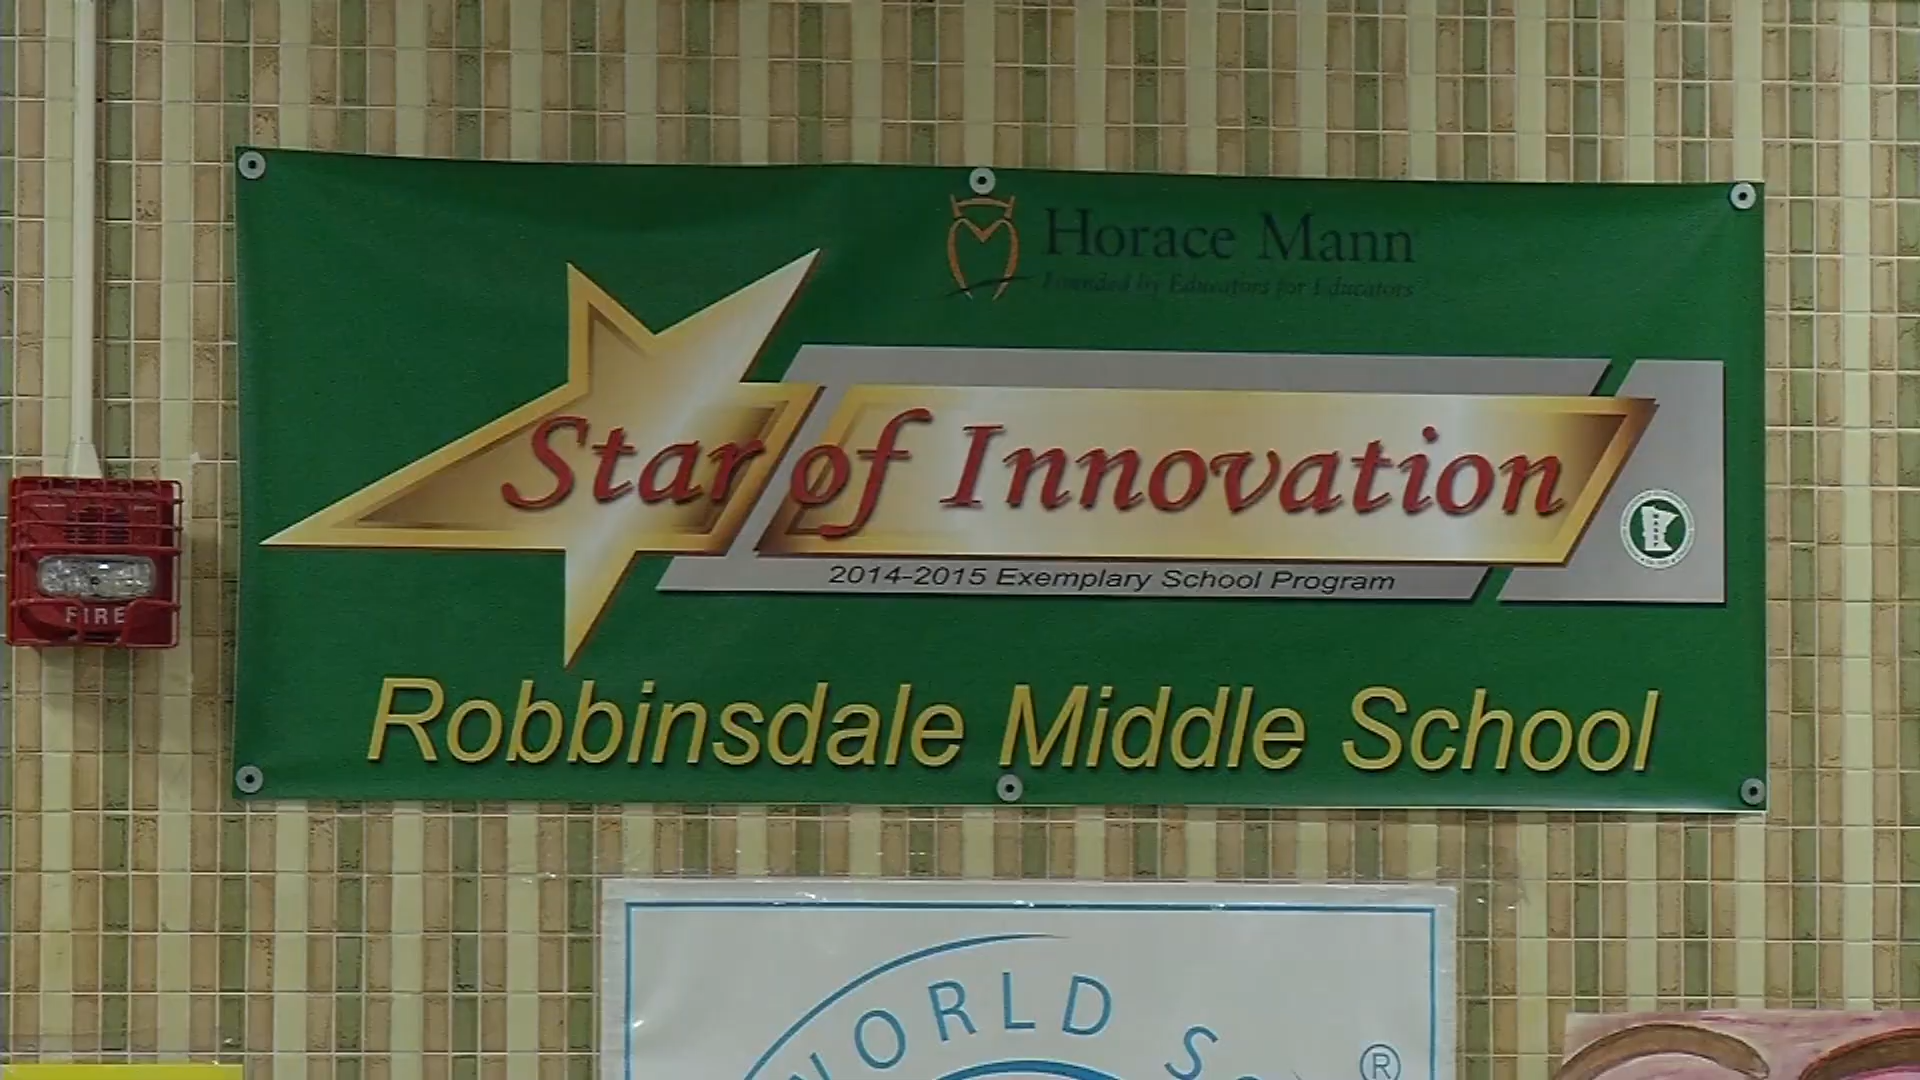 Horace Mann
Founded by Educators for Educators
Star of Innovation
2014-2015 Exemplary School Program
Robbinsdale Middle School
FIRE
WORLD
®